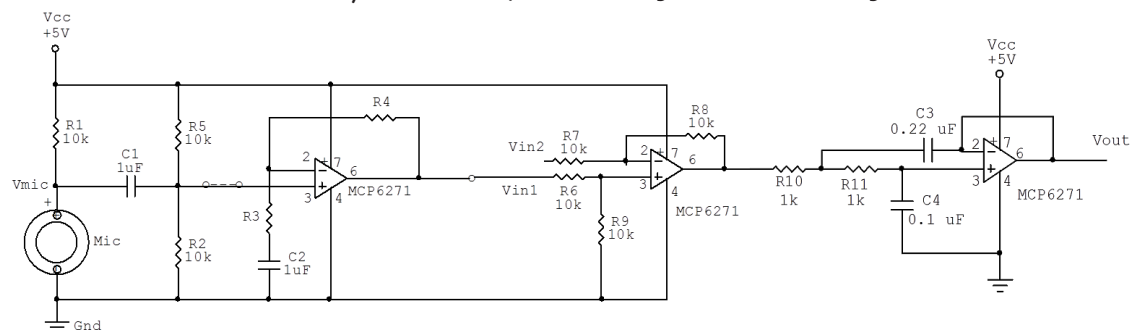 Vcc
+5V
R1
10k
C1
1uF
Vmic
+
Mic
Gnd
R5
10k
R2
10k
R4
2
7
6
3
4
MCP6271
R3
C2
1uF
Vin2
R7
10k
Vin1
R6
10k
R8
10k
2
7
6
3
4
MCP6271
R9
10k
R10
1k
R11
1k
C3
0.22 uF
C4
0.1 uF
Vcc
+5V
2
7
6
3
4
MCP6271
Vout